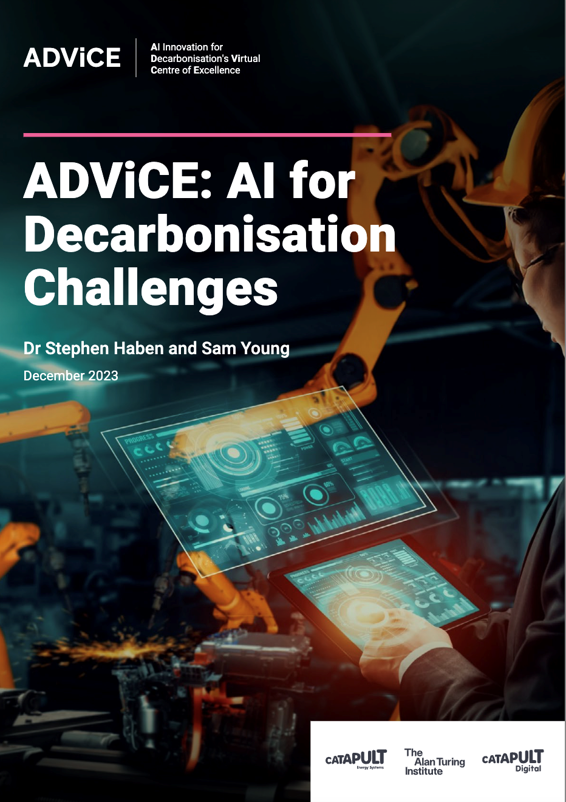 ADViCE
AI Innovation for
Decarbonisation's Virtual
Centre of Excellence
ADViCE: AI for
Decarbonisation
Challenges
Dr Stephen Haben and Sam Young
December 2023
PROGRESS
CATAPULT
Energy Systems
The
Alan Turing
Institute
CATAPULT
Digital